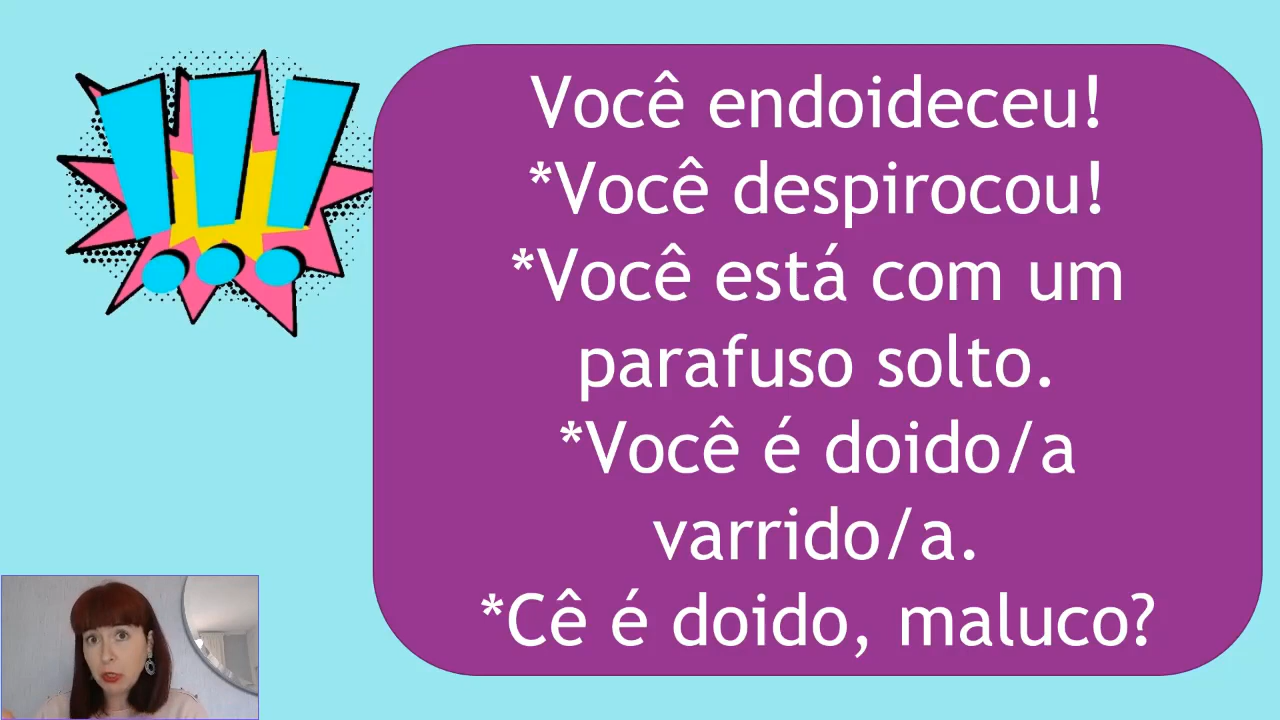 Você endoideceu!
*Você despirocou!
*Você está com um
parafuso solto.
*Você é doido/a
varrido/a.
*Cê é doido, maluco?